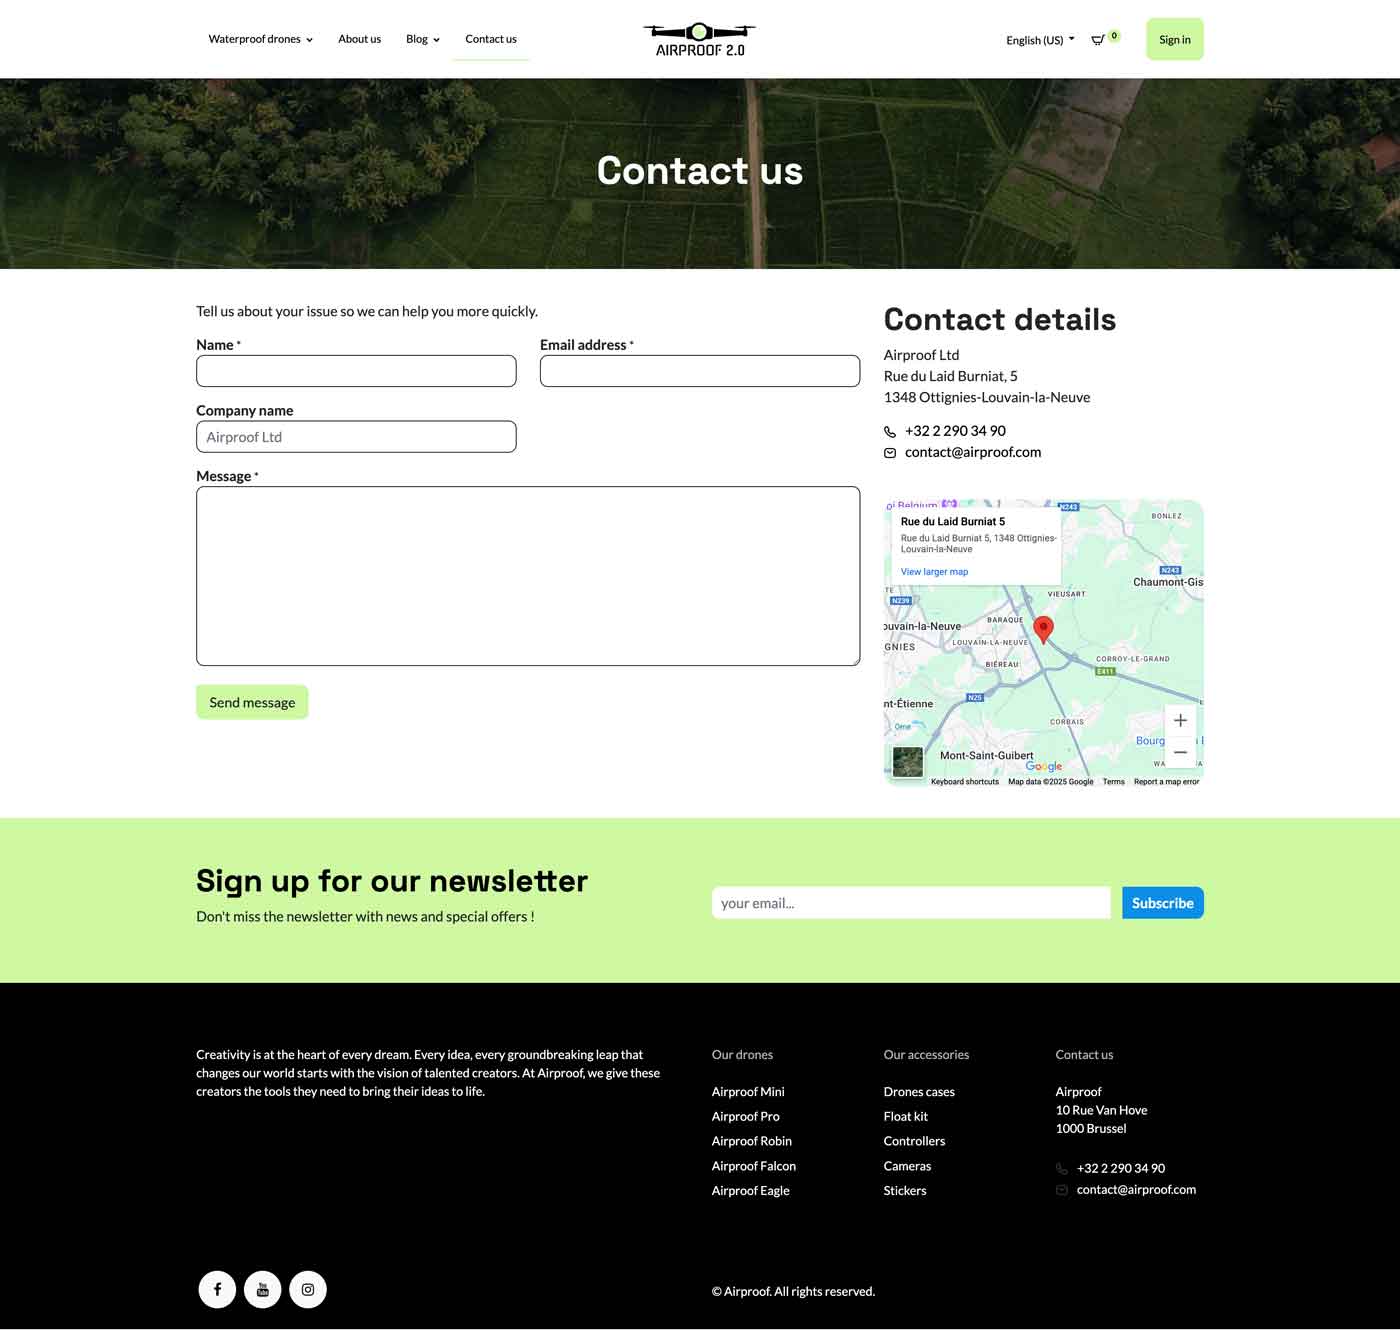 Waterproof drones
About us
Blog
Contact us
AIRPROOF 2.0
English (US)
0
Sign in
Contact us
Tell us about your issue so we can help you more quickly.
Name *
Email address *
Company name
Airproof Ltd
Message *
Send message
Contact details
Airproof Ltd
Rue du Laid Burniat, 5
1348 Ottignies-Louvain-la-Neuve
+32 2 290 34 90
contact@airproof.com
oi Belgium
N243
BONLEZ
Rue du Laid Burniat 5
Rue du Laid Burniat 5, 1348 Ottignies-
Louvain-la-Neuve
View larger map
N243
Chaumont-Gis
TE
N239
VIEUSART
BARAQUE
ouvain-la-Neuve
GNIES
LOUVAIN-LA-NEUVE
BIÉREAU
CORROY-LE-GRAND
E411
N25
nt-Étienne
CORBAIS
Orne
Bourg
Mont-Saint-Guibert
WA
Google
Keyboard shortcuts
Map data ©2025 Google
Terms
Report a map error
Sign up for our newsletter
Don't miss the newsletter with news and special offers !
your email...
Subscribe
Creativity is at the heart of every dream. Every idea, every groundbreaking leap that
changes our world starts with the vision of talented creators. At Airproof, we give these
creators the tools they need to bring their ideas to life.
Our drones
Airproof Mini
Airproof Pro
Airproof Robin
Airproof Falcon
Airproof Eagle
Our accessories
Drones cases
Float kit
Controllers
Cameras
Stickers
Contact us
Airproof
10 Rue Van Hove
1000 Brussel
+32 2 290 34 90
contact@airproof.com
You
Tube
© Airproof. All rights reserved.